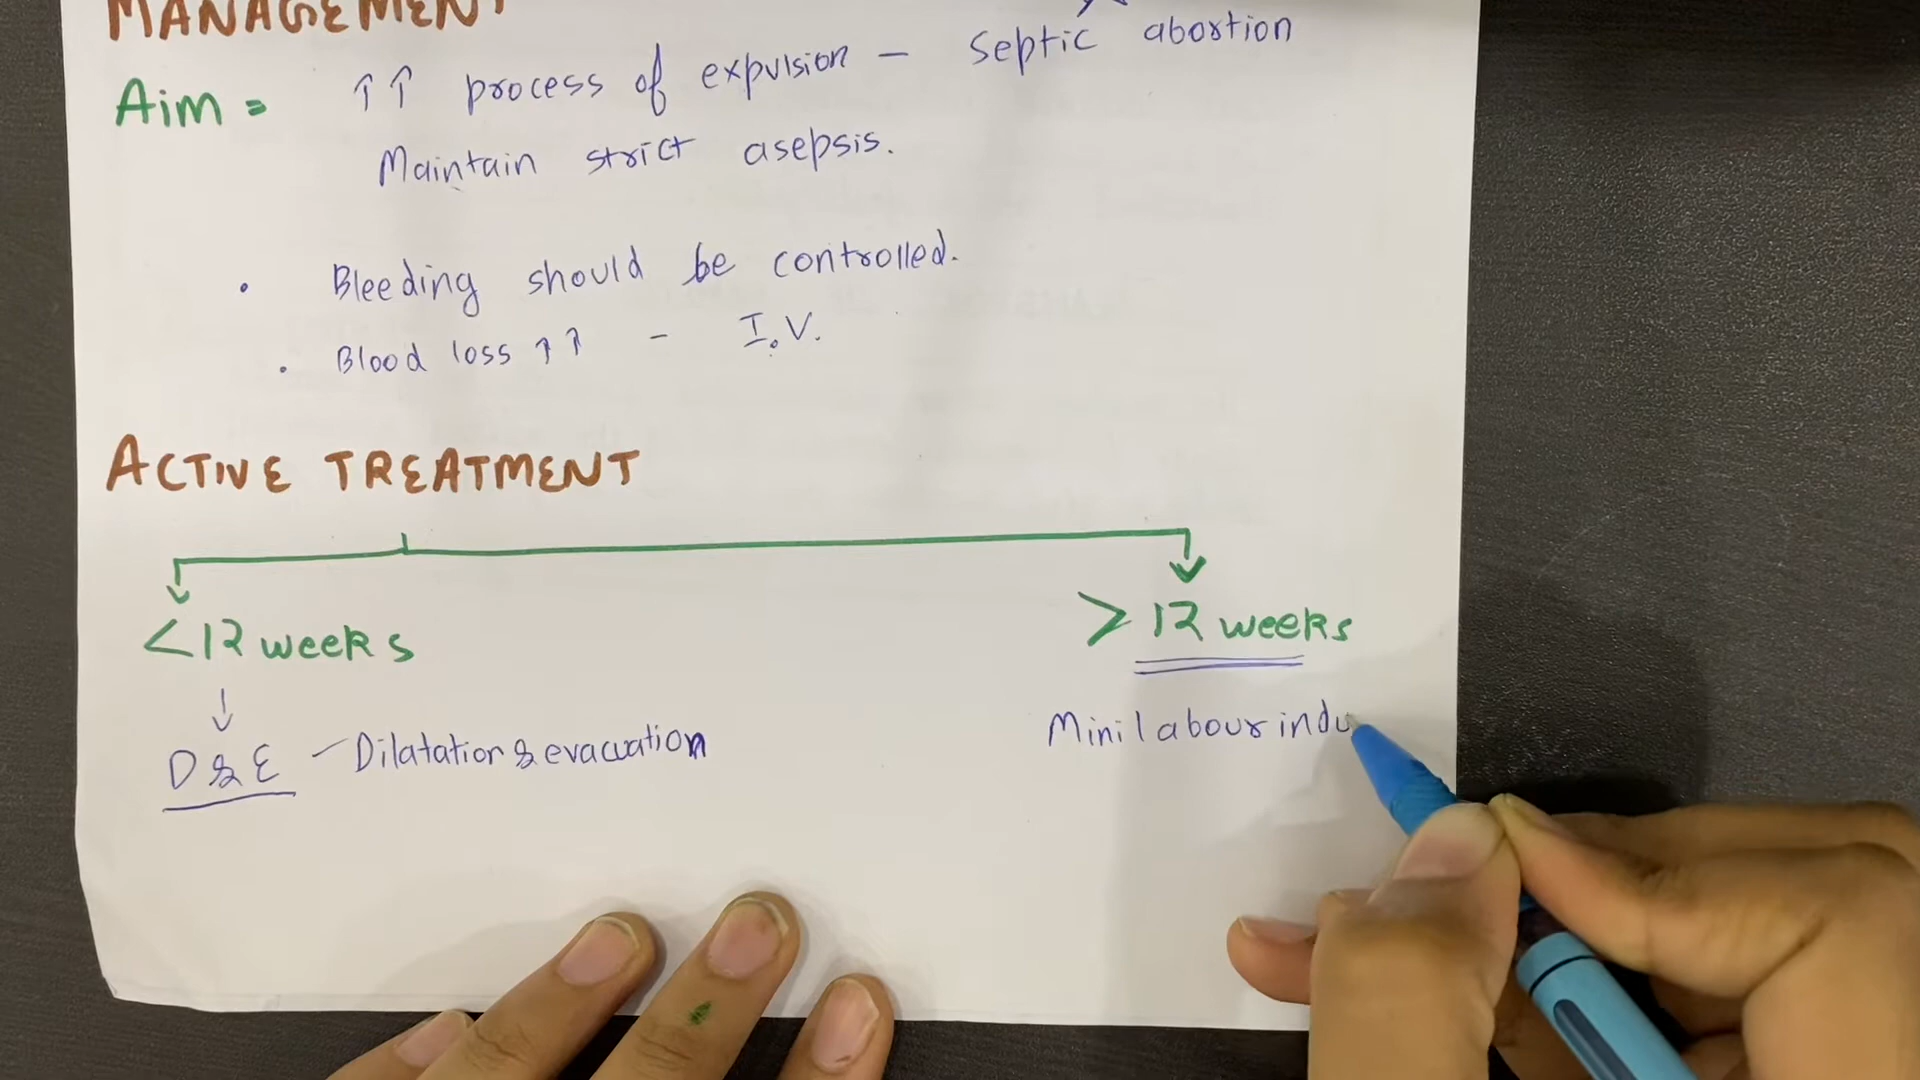 MANAGEMENT
Aim = ↑↑ process of expulsion – septic abortion
Maintain strict asepsis.
• Bleeding should be controlled.
• Blood loss ↑↑ – I.V.
ACTIVE TREATMENT
<12 weeks
> 12 weeks
↓
D & E – Dilatation & evacuation
Mini labour indu